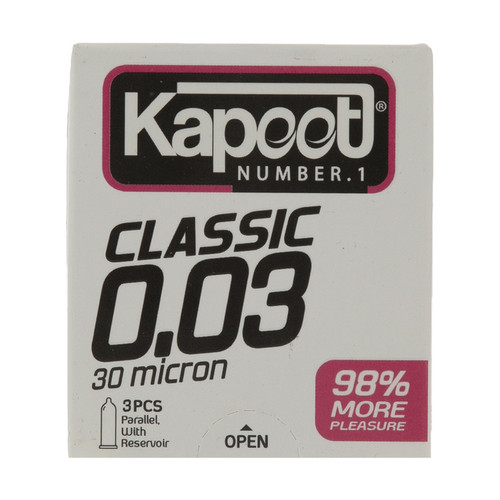 Kapoot®
NUMBER.1
CLASSIC
0.03
30 micron
3PCS
Parallel,
With
Reservoir
OPEN
98%
MORE
PLEASURE